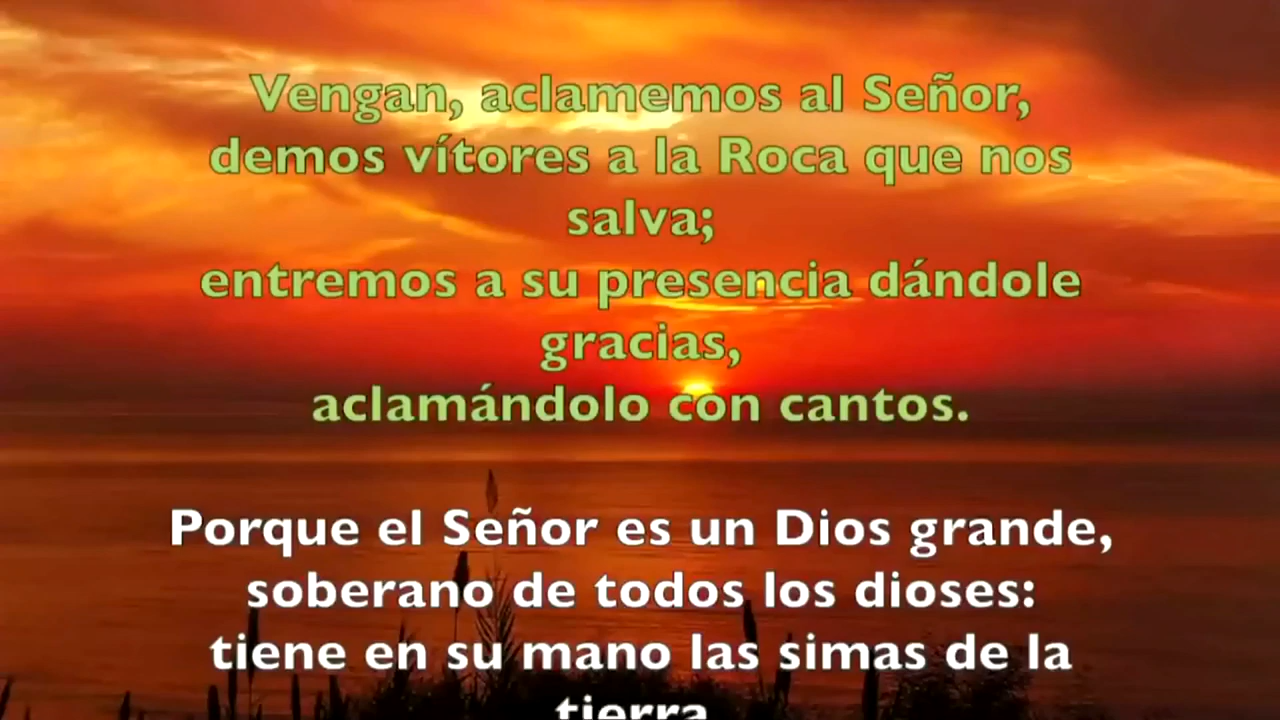 Vengan, aclamemos al Señor,
demos vítores a la Roca que nos
salva;
entremos a su presencia dándole
gracias,
aclamándolo con cantos.
Porque el Señor es un Dios grande,
soberano de todos los dioses:
tiene en su mano las simas de la
tierra